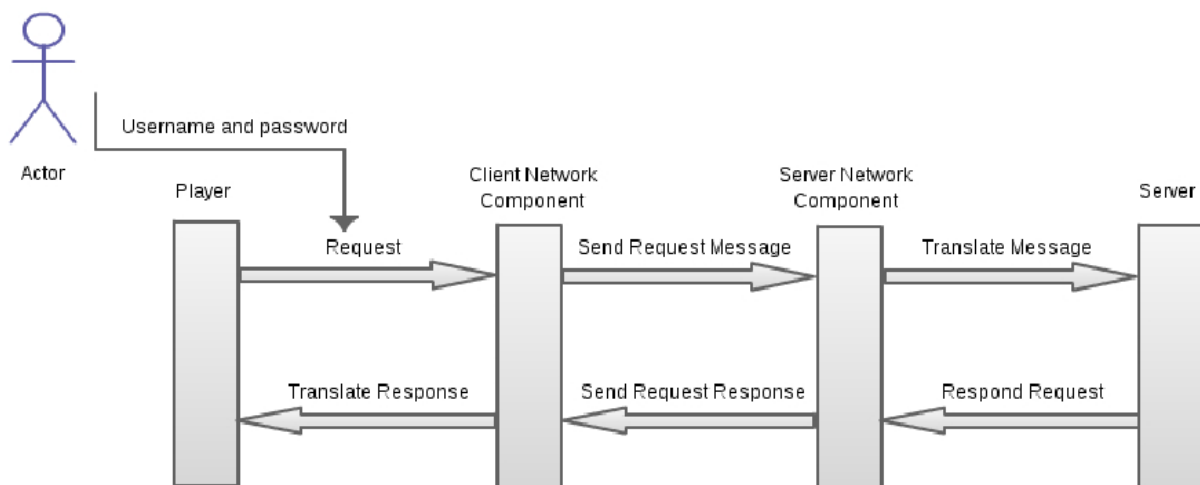 Username and password
Actor
Player
Client Network
Component
Server Network
Component
Server
Request
Send Request Message
Translate Message
Translate Response
Send Request Response
Respond Request